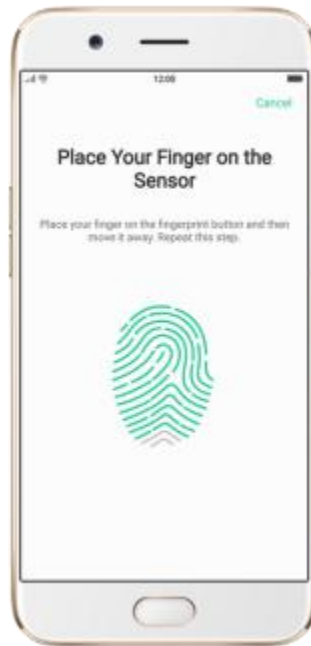 12:05
Cancel
Place Your Finger on the
Sensor
Place your finger on the fingerprint button and then
move it away. Repeat this step.